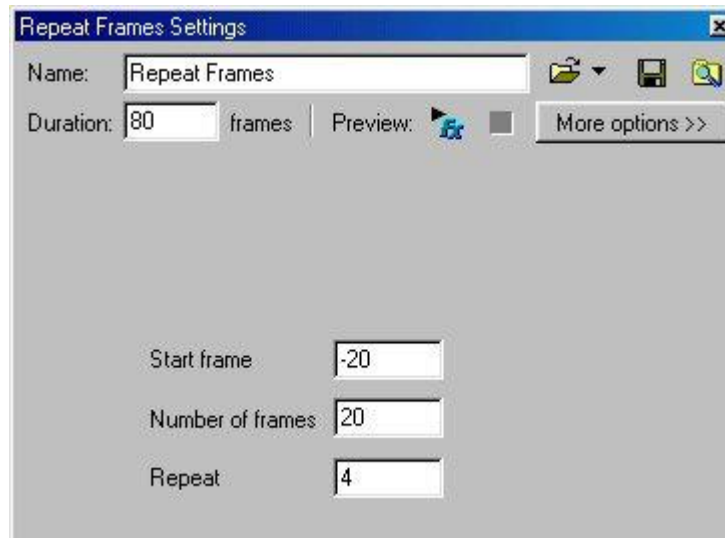 Repeat Frames Settings
Name: Repeat Frames
Duration: 80 frames Preview: fx More options >>
Start frame -20
Number of frames 20
Repeat 4